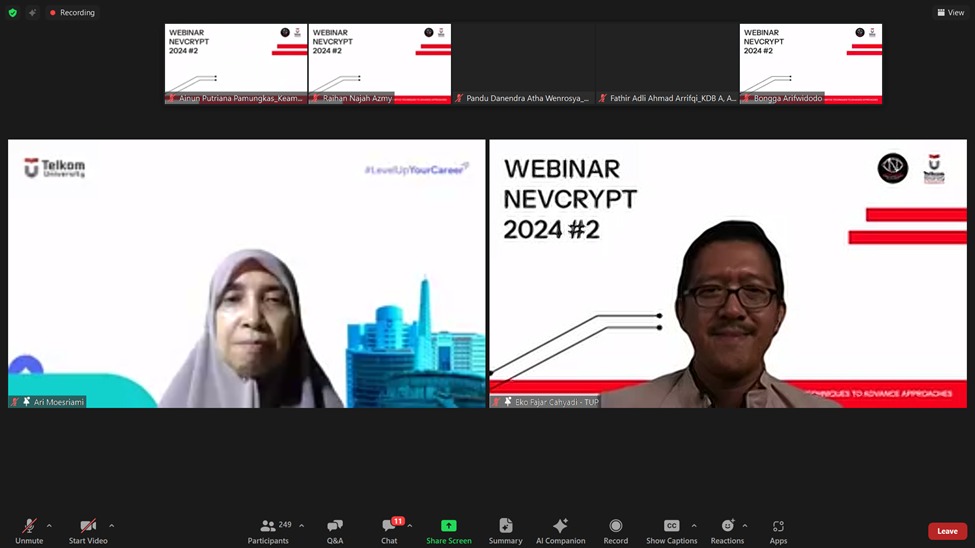 Recording
View
WEBINAR
NEVCRYPT
2024 #2
Ainun Putriana Pamungkas_Keam...
WEBINAR
NEVCRYPT
2024 #2
Raihan Najah Azmy
Pandu Danendra Atha Wenrosya_...
Fathir Adli Ahmad Arrifqi_KDB A, A...
WEBINAR
NEVCRYPT
2024 #2
Bongga Arifwidodo
Telkom
University
#LevelUpYourCareer
Ari Moesriami
WEBINAR
NEVCRYPT
2024 #2
Telkom
TECHNIQUES TO ADVANCE APPROACHES
Eko Fajar Cahyadi - TUP
Unmute
Start Video
249
Participants
Q&A
11
Chat
Share Screen
Summary
AI Companion
Record
CC
Show Captions
Reactions
Apps
Leave